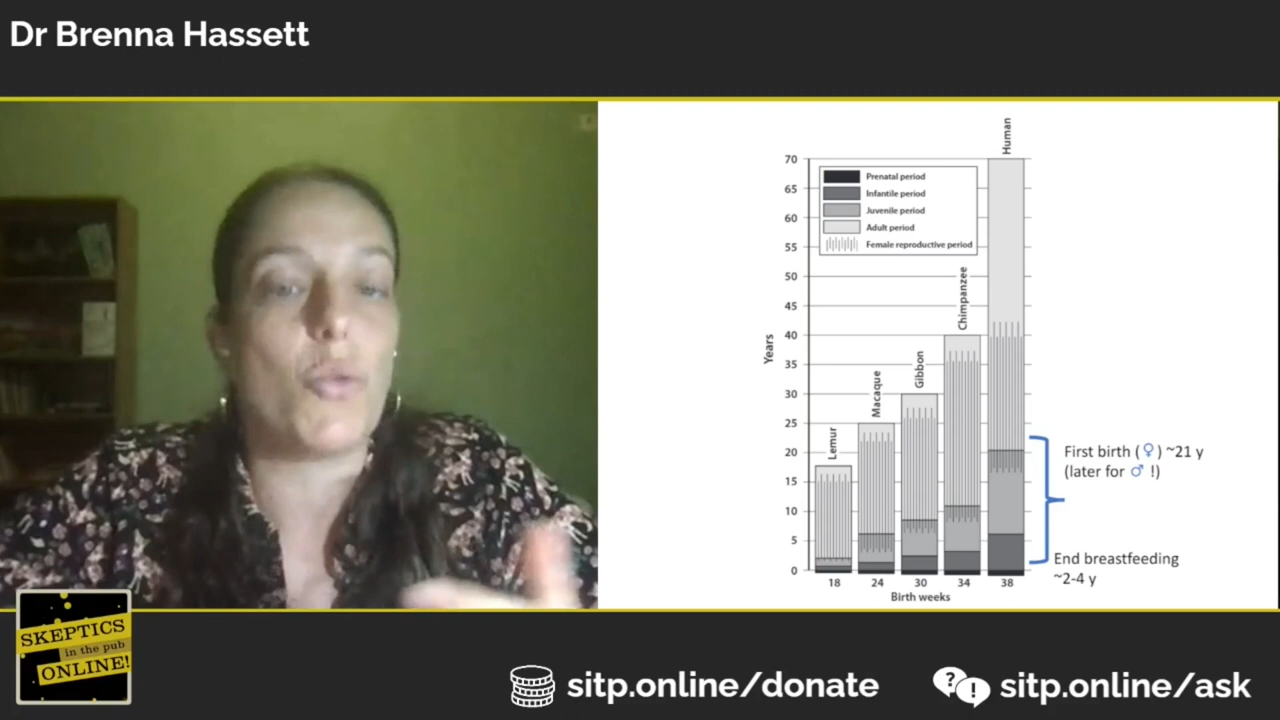 Dr Brenna Hassett
Human
70
65
60
55
50
45
40
35
30
25
20
15
10
5
0
Years
Prenatal period
Infantile period
Juvenile period
Adult period
Female reproductive period
Lemur
Macaque
Gibbon
Chimpanzee
18 24 30 34 38
Birth weeks
First birth (♀) ~21 y
(later for ♂ !)
End breastfeeding
~2-4 y
SKEPTICS
in the pub
ONLINE!
sitp.online/donate
? !
sitp.online/ask